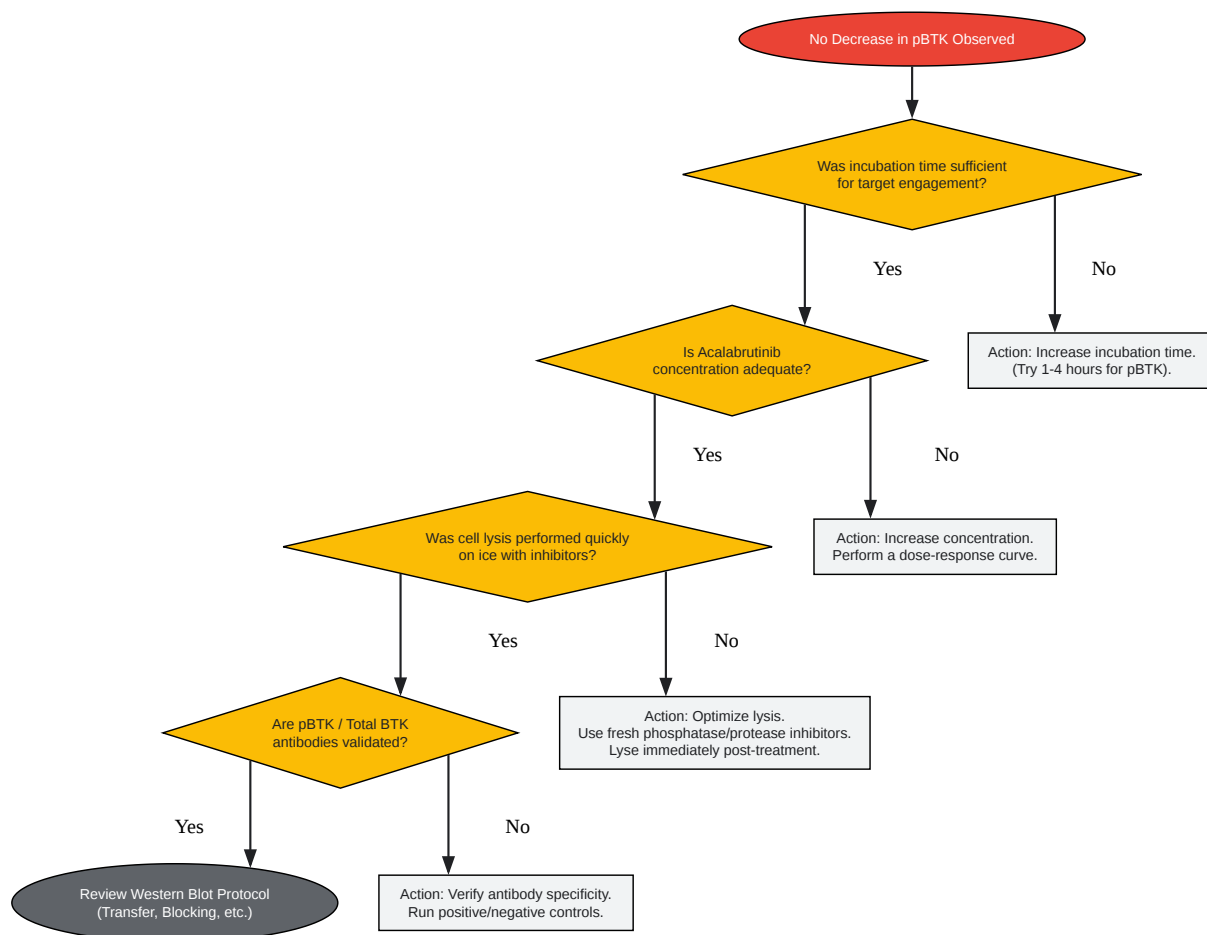 No Decrease in pBTK Observed
Was incubation time sufficient
for target engagement?
Yes
No
Is Acalabrutinib
concentration adequate?
Action: Increase incubation time.
(Try 1-4 hours for pBTK).
Yes
No
Was cell lysis performed quickly
on ice with inhibitors?
Action: Increase concentration.
Perform a dose-response curve.
Yes
No
Are pBTK / Total BTK
antibodies validated?
Action: Optimize lysis.
Use fresh phosphatase/protease inhibitors.
Lyse immediately post-treatment.
Yes
No
Review Western Blot Protocol
(Transfer, Blocking, etc.)
Action: Verify antibody specificity.
Run positive/negative controls.